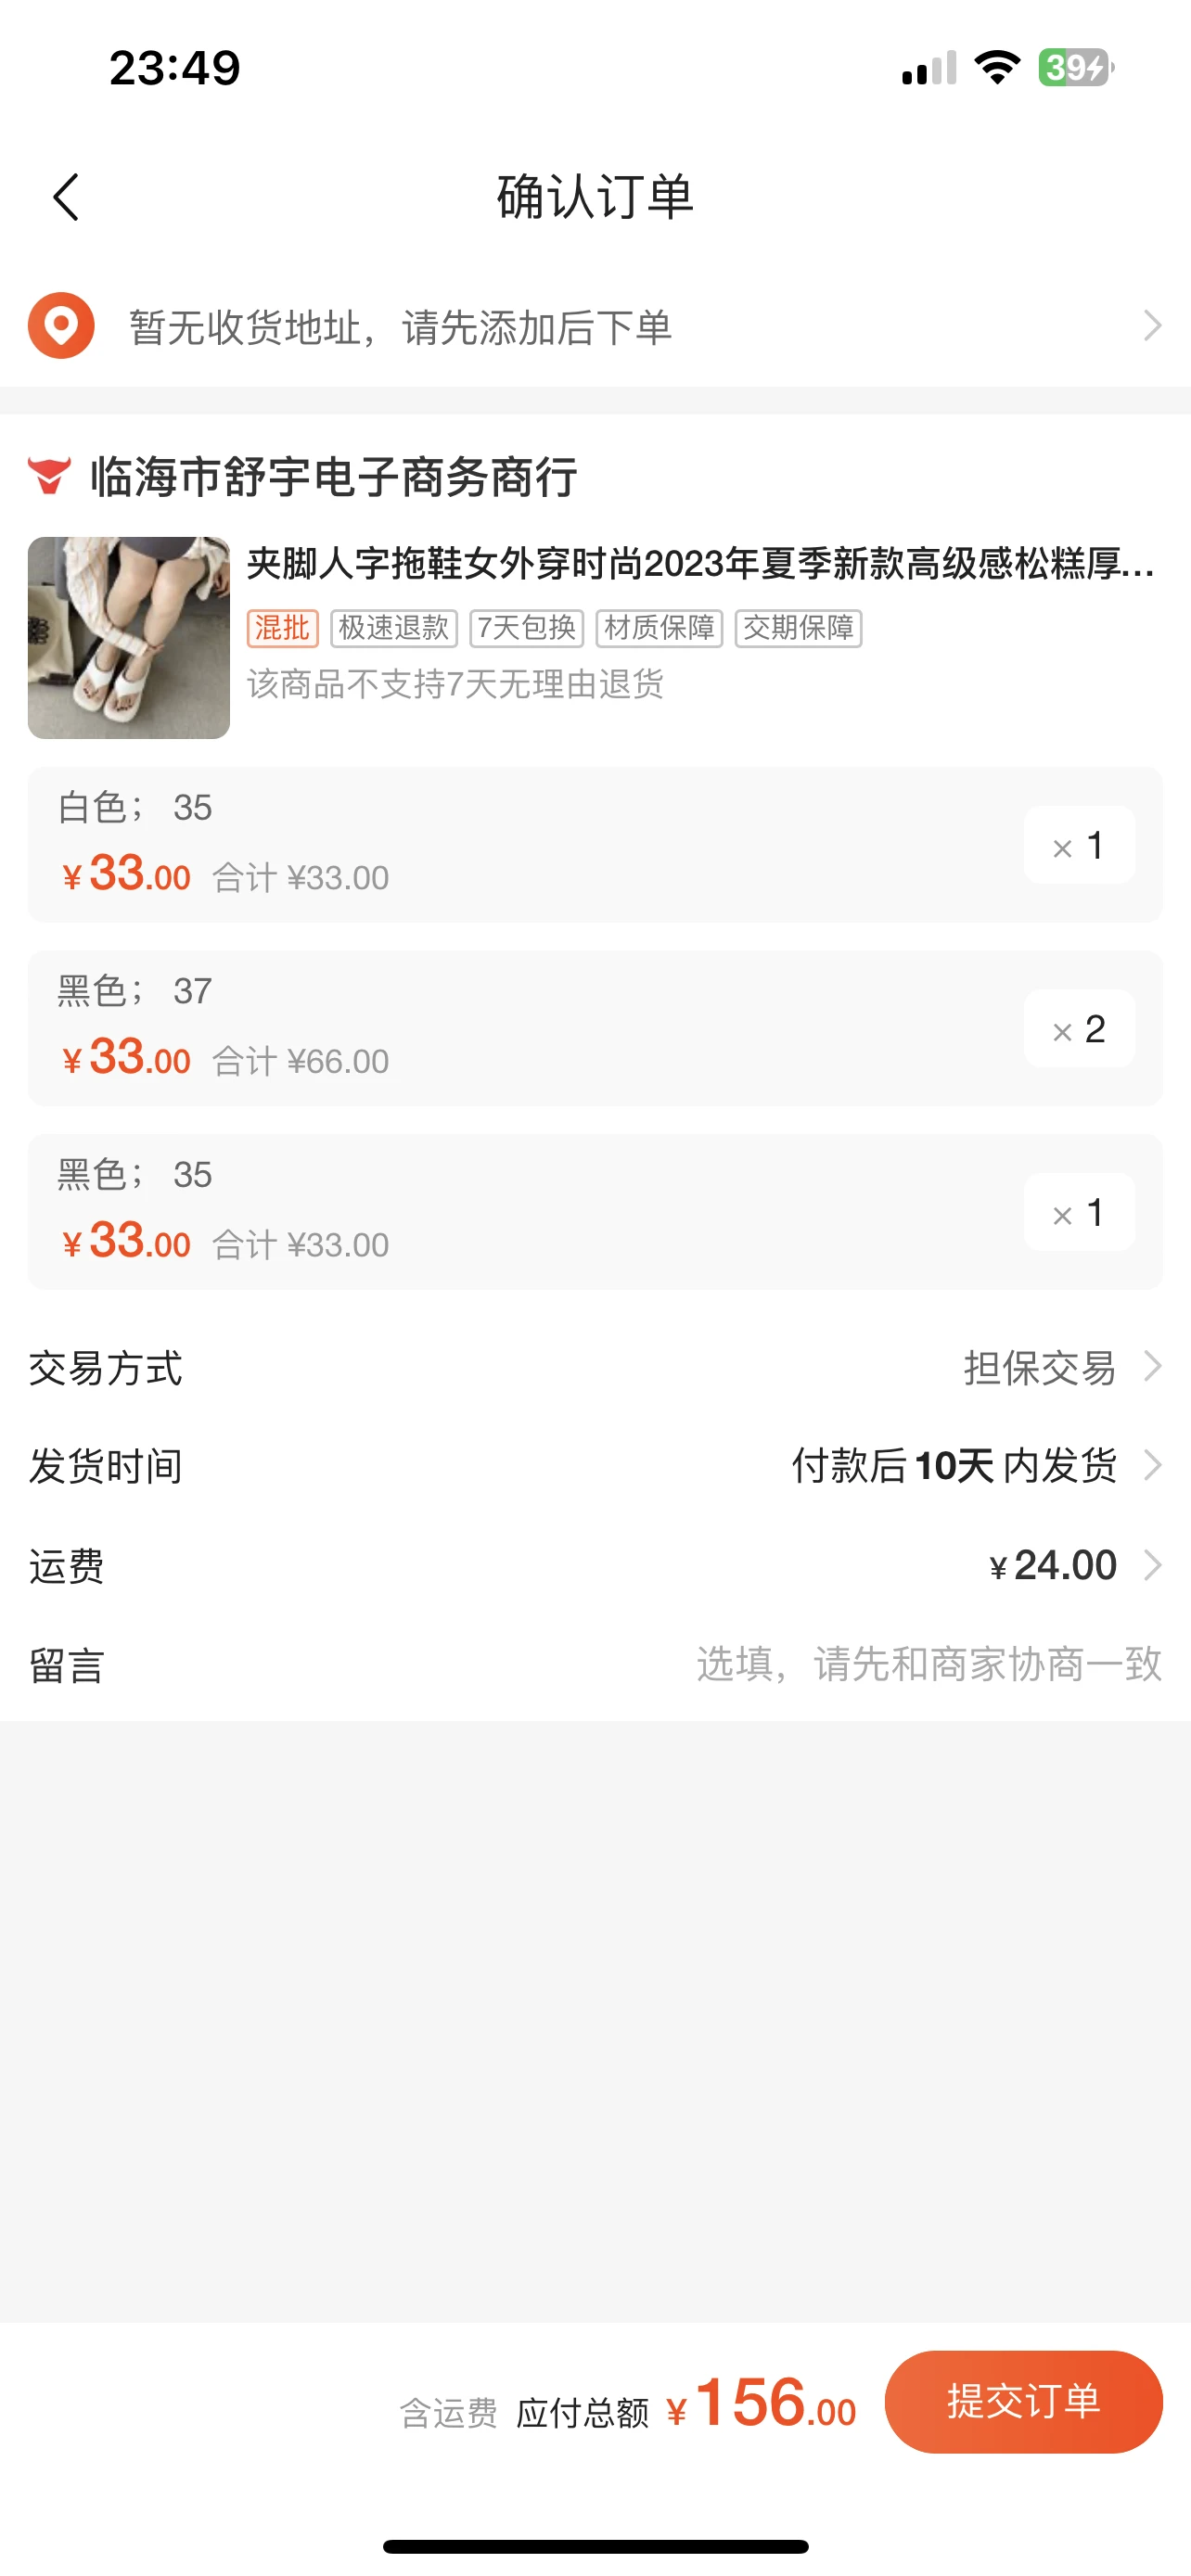 23:49
39
确认订单
暂无收货地址，请先添加后下单
临海市舒宇电子商务商行
夹脚人字拖鞋女外穿时尚2023年夏季新款高级感松糕厚...
混批 极速退款 7天包换 材质保障 交期保障
该商品不支持7天无理由退货
白色； 35
¥33.00 合计 ¥33.00
× 1
黑色； 37
¥33.00 合计 ¥66.00
× 2
黑色； 35
¥33.00 合计 ¥33.00
× 1
交易方式 担保交易
发货时间 付款后10天内发货
运费 ¥24.00
留言 选填，请先和商家协商一致
含运费 应付总额 ¥156.00 提交订单